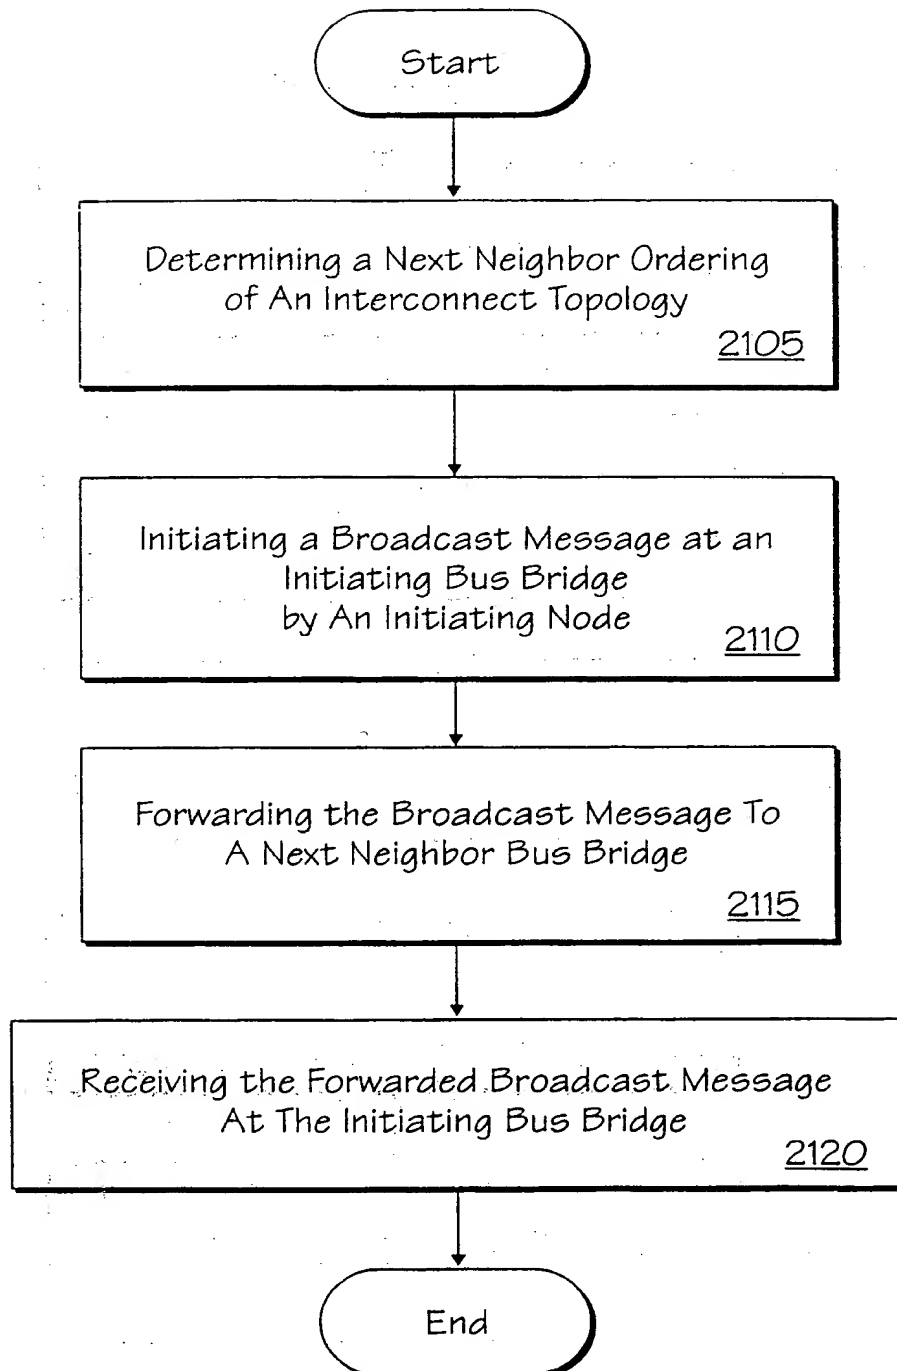 Start
Determining a Next Neighbor Ordering
of An Interconnect Topology
2105
Initiating a Broadcast Message at an
Initiating Bus Bridge
by An Initiating Node
2110
Forwarding the Broadcast Message To
A Next Neighbor Bus Bridge
2115
Receiving the Forwarded Broadcast Message
At The Initiating Bus Bridge
2120
End